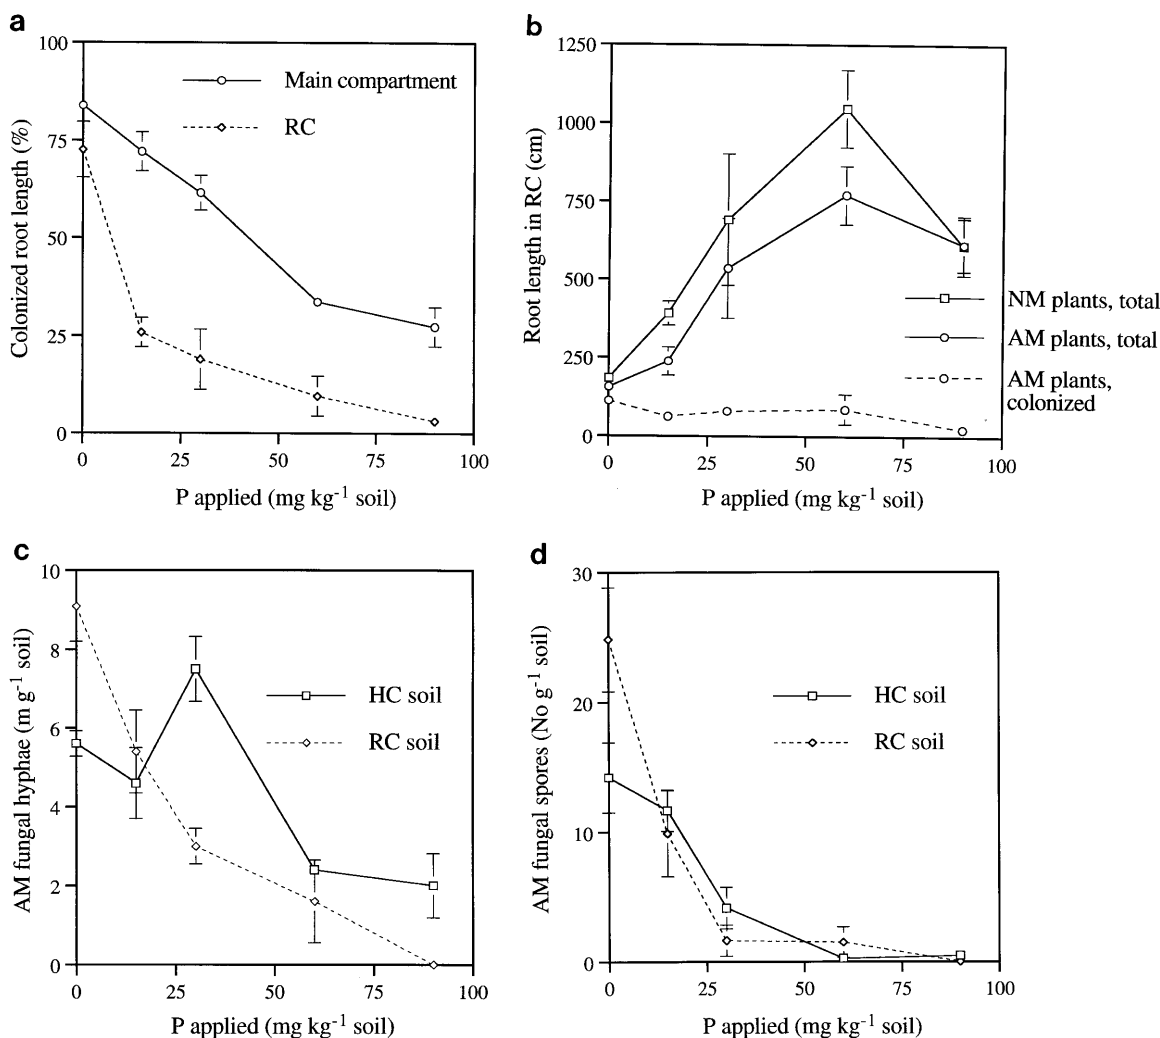 a
100
75
50
25
0
Colonized root length (%)
Main compartment
RC
0 25 50 75 100
P applied (mg kg⁻¹ soil)
b
1250
1000
750
500
250
0
Root length in RC (cm)
NM plants, total
AM plants, total
AM plants,
colonized
0 25 50 75 100
P applied (mg kg⁻¹ soil)
c
10
8
6
4
2
0
AM fungal hyphae (m g⁻¹ soil)
HC soil
RC soil
0 25 50 75 100
P applied (mg kg⁻¹ soil)
d
30
20
10
0
AM fungal spores (No g⁻¹ soil)
HC soil
RC soil
0 25 50 75 100
P applied (mg kg⁻¹ soil)